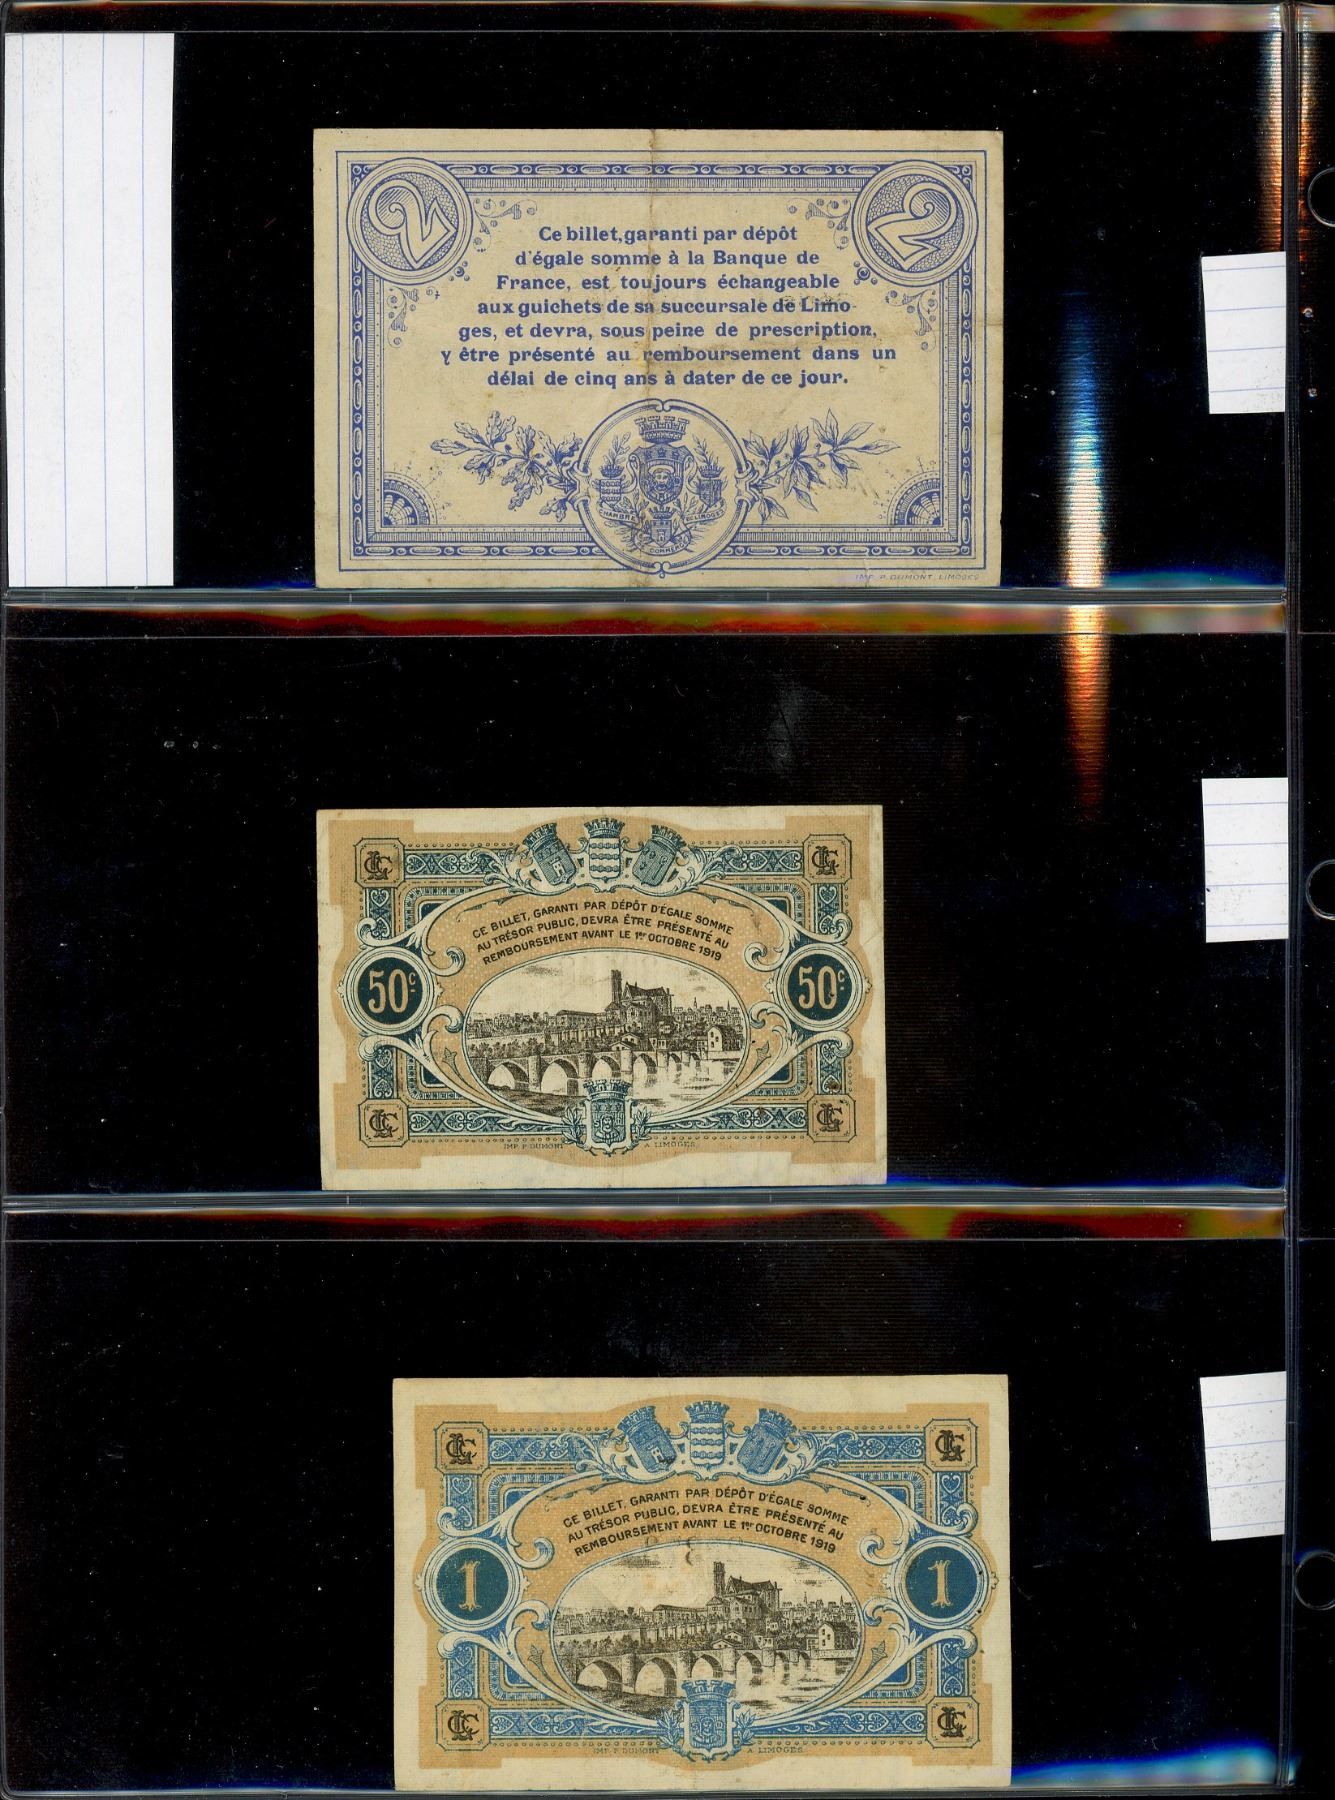 2
2
Ce billet, garanti par dépôt
d'égale somme à la Banque de
France, est toujours échangeable
aux guichets de sa succursale de Limo-
ges, et devra, sous peine de prescription,
y être présenté au remboursement dans un
délai de cinq ans à dater de ce jour.
CHAMBRE DE LIMOGES
COMMERCE
IMP. P. DUMONT, LIMOGES
CE BILLET, GARANTI PAR DÉPÔT D'ÉGALE SOMME
AU TRÉSOR PUBLIC, DEVRA ÊTRE PRÉSENTÉ AU
REMBOURSEMENT AVANT LE 1er OCTOBRE 1919
50c.
50c.
IMP. P. DUMONT A LIMOGES
CE BILLET, GARANTI PAR DÉPÔT D'ÉGALE SOMME
AU TRÉSOR PUBLIC, DEVRA ÊTRE PRÉSENTÉ AU
REMBOURSEMENT AVANT LE 1er OCTOBRE 1919
1
1
IMP. P. DUMONT A LIMOGES